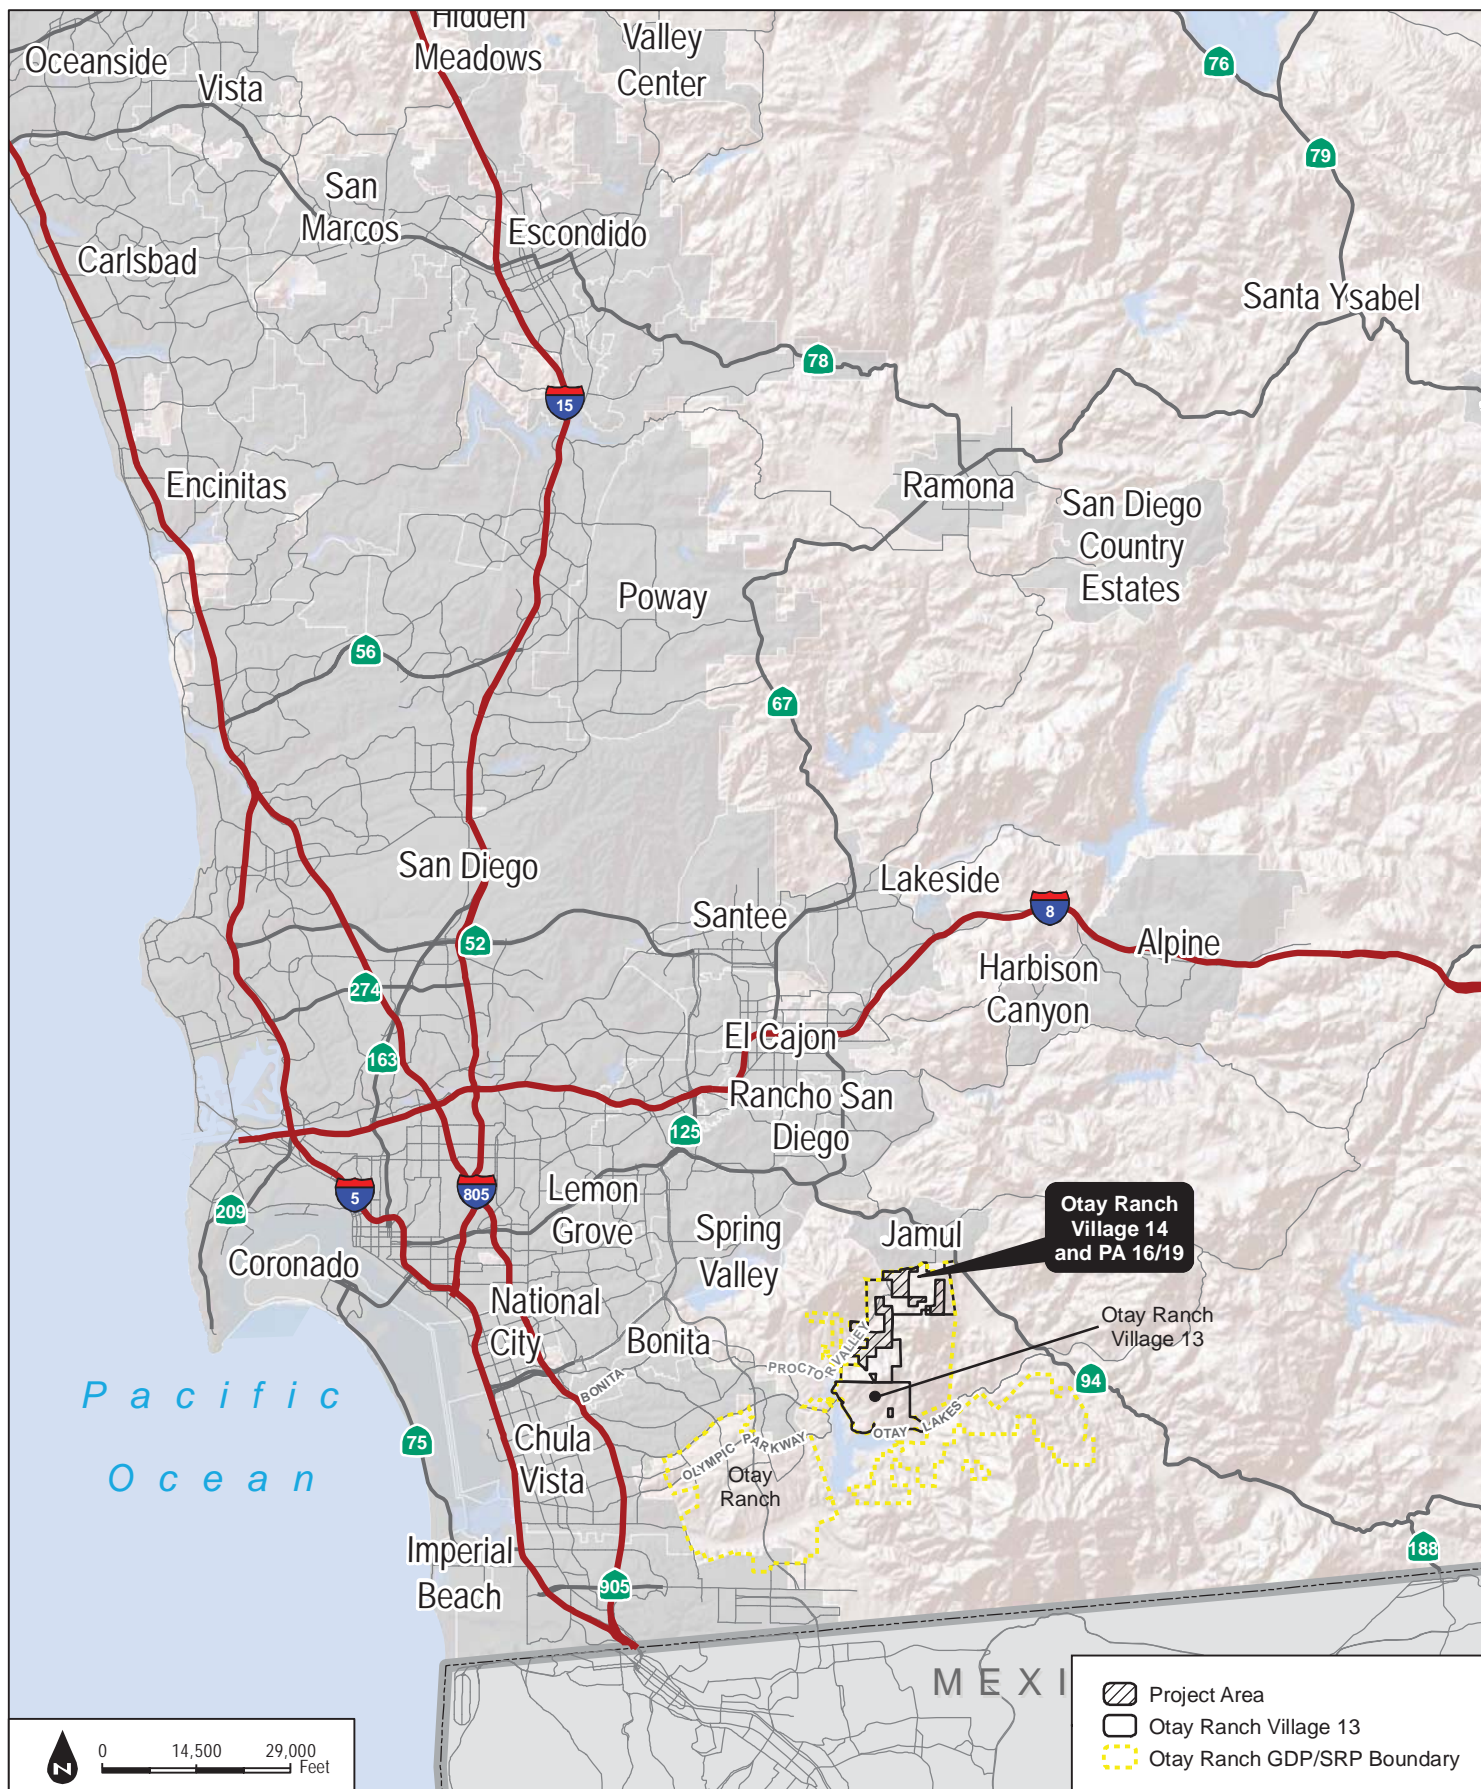 Hidden
Meadows
Valley
Center
Oceanside
Vista
76
79
San
Marcos
Escondido
Carlsbad
Santa Ysabel
78
15
Encinitas
Ramona
San Diego
Country
Estates
Poway
56
67
San Diego
Lakeside
Santee
8
52
Alpine
Harbison
Canyon
274
163
El Cajon
Rancho San
Diego
125
5
805
209
Lemon
Grove
Spring
Valley
Jamul
Otay Ranch
Village 14
and PA 16/19
Coronado
National
City
Bonita
Otay Ranch
Village 13
PROCTOR VALLEY
BONITA
94
Pacific
Ocean
75
Chula
Vista
OLYMPIC PARKWAY
OTAY LAKES
Otay
Ranch
Imperial
Beach
905
188
MEXI
Project Area
Otay Ranch Village 13
Otay Ranch GDP/SRP Boundary
N
0 14,500 29,000
Feet